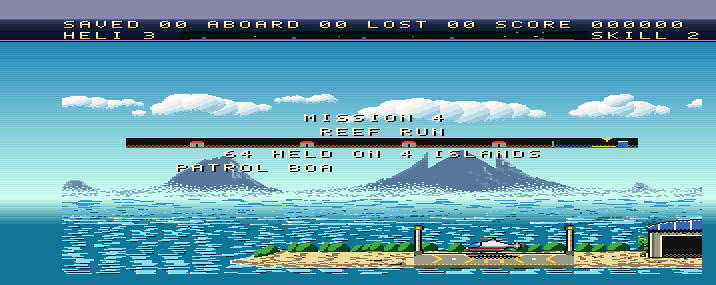 SAVED 00 ABOARD 00 LOST 00 SCORE 000000
HELI 3 SKILL 2
MISSION 4
REEF RUN
64 HELD ON 4 ISLANDS
PATROL BOA